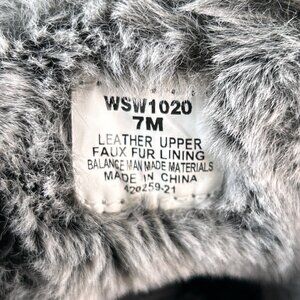 WSW1020
7M
LEATHER UPPER
FAUX FUR LINING
BALANCE MAN MADE MATERIALS
MADE IN CHINA
420259-21